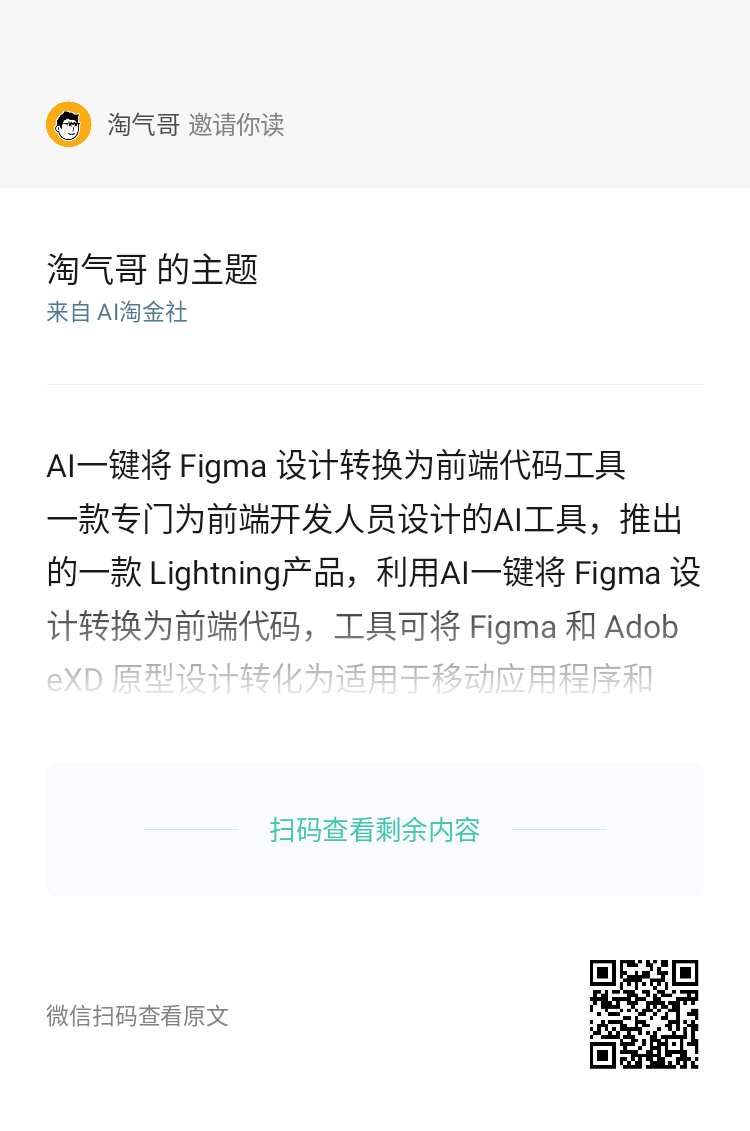 淘气哥 邀请你读
淘气哥 的主题
来自 AI淘金社
AI一键将 Figma 设计转换为前端代码工具
一款专门为前端开发人员设计的AI工具，推出
的一款 Lightning产品，利用AI一键将 Figma 设
计转换为前端代码，工具可将 Figma 和 Adob
eXD 原型设计转化为适用于移动应用程序和
扫码查看剩余内容
微信扫码查看原文